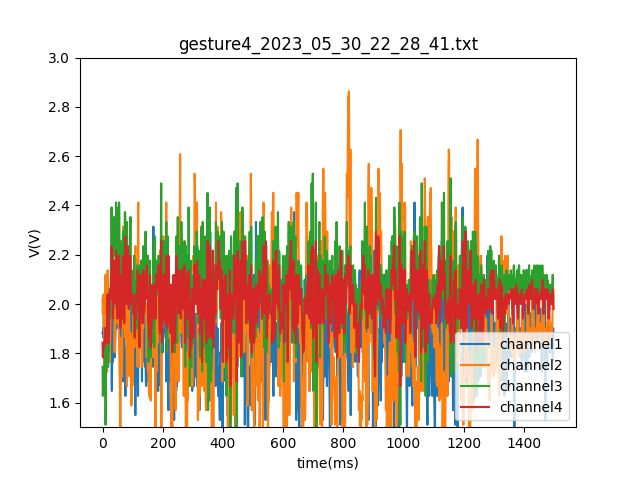 gesture4_2023_05_30_22_28_41.txt
V(V)
3.0
2.8
2.6
2.4
2.2
2.0
1.8
1.6
channel1
channel2
channel3
channel4
0 200 400 600 800 1000 1200 1400
time(ms)